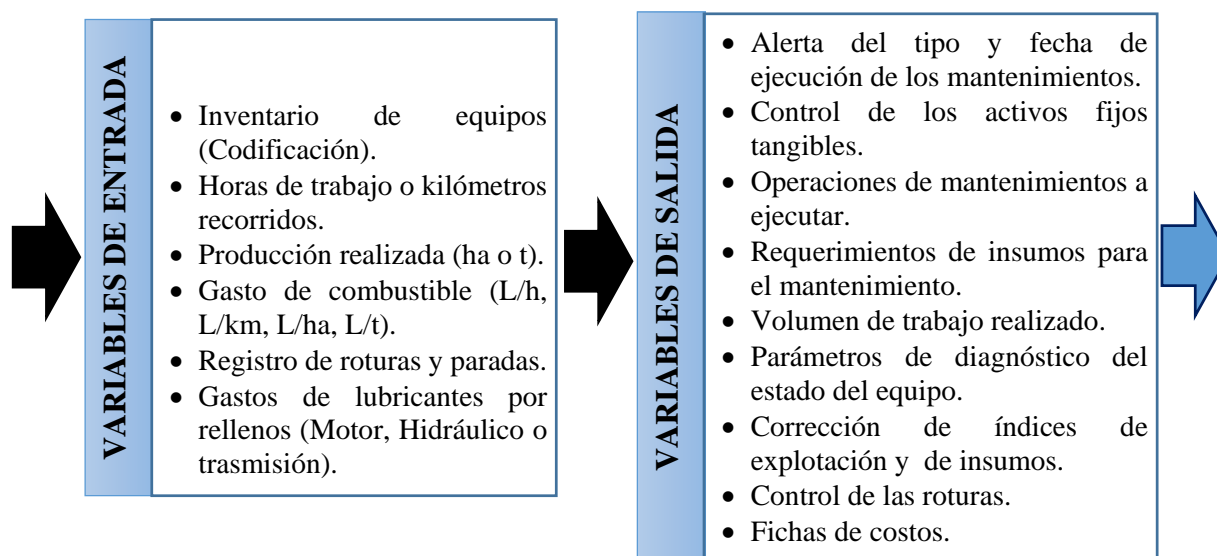 VARIABLES DE ENTRADA
• Inventario de equipos
(Codificación).
• Horas de trabajo o kilómetros
recorridos.
• Producción realizada (ha o t).
• Gasto de combustible (L/h,
L/km, L/ha, L/t).
• Registro de roturas y paradas.
• Gastos de lubricantes por
rellenos (Motor, Hidráulico o
trasmisión).
VARIABLES DE SALIDA
• Alerta del tipo y fecha de
ejecución de los mantenimientos.
• Control de los activos fijos
tangibles.
• Operaciones de mantenimientos a
ejecutar.
• Requerimientos de insumos para
el mantenimiento.
• Volumen de trabajo realizado.
• Parámetros de diagnóstico del
estado del equipo.
• Corrección de índices de
explotación y de insumos.
• Control de las roturas.
• Fichas de costos.